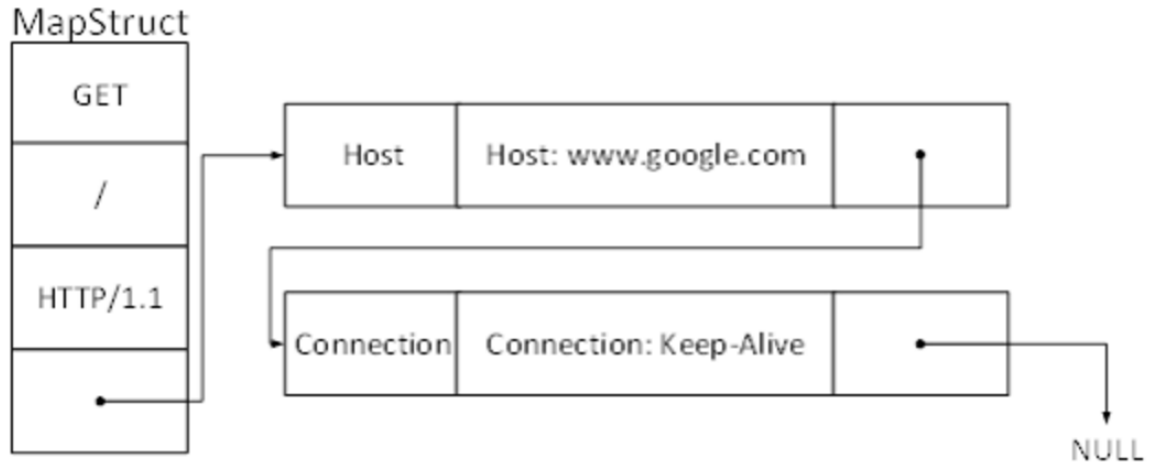 MapStruct
GET
/
HTTP/1.1
Host
Host: www.google.com
Connection
Connection: Keep-Alive
NULL